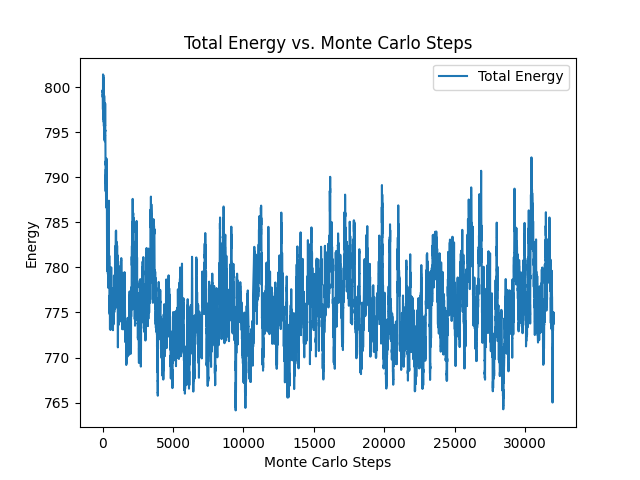 Total Energy vs. Monte Carlo Steps
Total Energy
800
795
790
785
780
775
770
765
Energy
0 5000 10000 15000 20000 25000 30000
Monte Carlo Steps